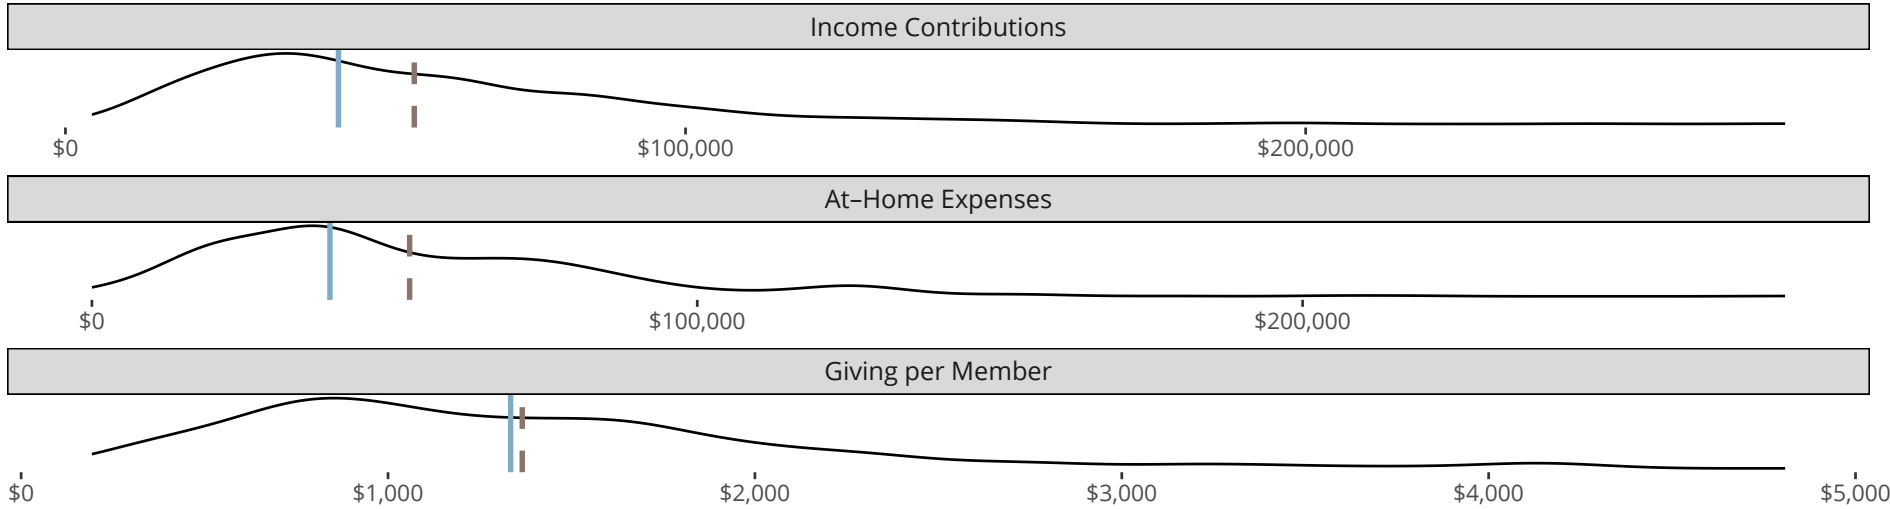 Income Contributions
$0 $100,000 $200,000
At–Home Expenses
$0 $100,000 $200,000
Giving per Member
$0 $1,000 $2,000 $3,000 $4,000 $5,000